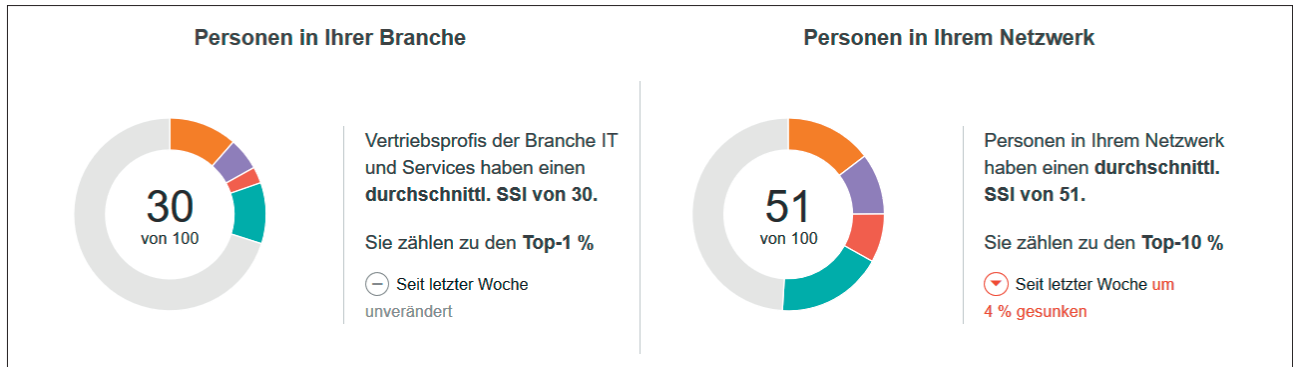 Personen in Ihrer Branche
30
von 100
Vertriebsprofis der Branche IT
und Services haben einen
durchschnittl. SSI von 30.
Sie zählen zu den Top-1 %
Seit letzter Woche
unverändert
Personen in Ihrem Netzwerk
51
von 100
Personen in Ihrem Netzwerk
haben einen durchschnittl.
SSI von 51.
Sie zählen zu den Top-10 %
Seit letzter Woche um
4 % gesunken